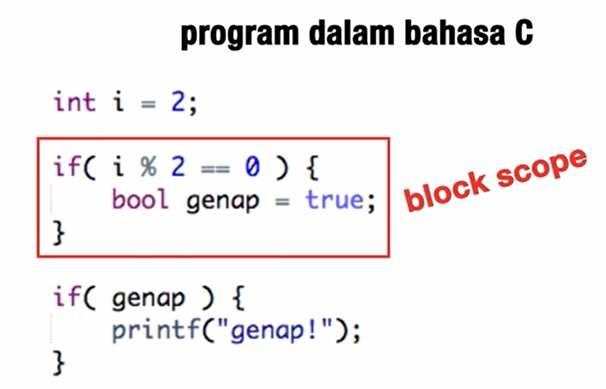 program dalam bahasa C
int i = 2;
if( i % 2 == 0 ) {
bool genap = true;
}
block scope
if( genap ) {
printf("genap!");
}